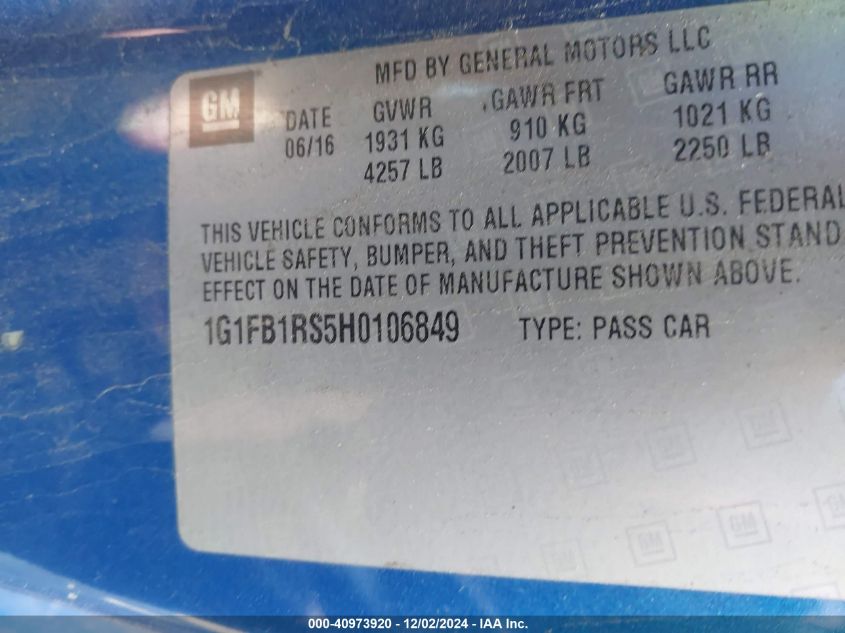 MFD BY GENERAL MOTORS LLC
GM
DATE GVWR GAWR FRT GAWR RR
06/16 1931 KG 910 KG 1021 KG
4257 LB 2007 LB 2250 LB
THIS VEHICLE CONFORMS TO ALL APPLICABLE U.S. FEDERAL
VEHICLE SAFETY, BUMPER, AND THEFT PREVENTION STAND
EFFECT ON THE DATE OF MANUFACTURE SHOWN ABOVE.
1G1FB1RS5H0106849 TYPE: PASS CAR
GM
GM
000-40973920 - 12/02/2024 - IAA Inc.